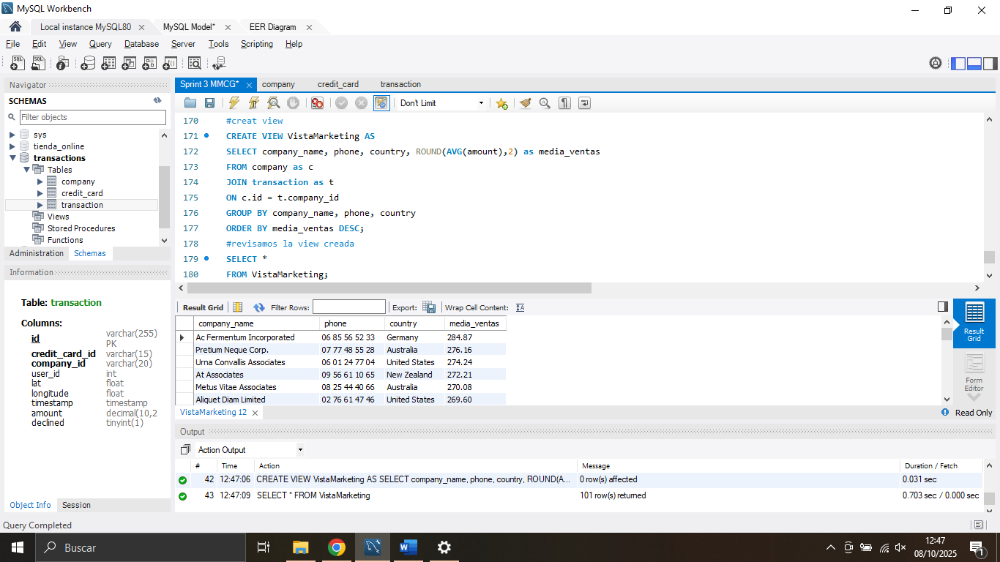 MySQL Workbench
Local instance MySQL80
MySQL Model*
EER Diagram
File Edit View Query Database Server Tools Scripting Help
Navigator
SCHEMAS
Filter objects
sys
tienda_online
transactions
Tables
company
credit_card
transaction
Views
Stored Procedures
Functions
Administration Schemas
Information
Table: transaction
Columns:
id varchar(255) PK
credit_card_id varchar(15)
company_id varchar(20)
user_id int
lat float
longitude float
timestamp timestamp
amount decimal(10,2
declined tinyint(1)
Object Info Session
Sprint 3 MMCG* company credit_card transaction
Don't Limit
170 #creat view
171 CREATE VIEW VistaMarketing AS
172 SELECT company_name, phone, country, ROUND(AVG(amount),2) as media_ventas
173 FROM company as c
174 JOIN transaction as t
175 ON c.id = t.company_id
176 GROUP BY company_name, phone, country
177 ORDER BY media_ventas DESC;
178 #revisamos la view creada
179 SELECT *
180 FROM VistaMarketing;
Result Grid Filter Rows: Export: Wrap Cell Content:
company_name phone country media_ventas
Ac Fermentum Incorporated 06 85 56 52 33 Germany 284.87
Pretium Neque Corp. 07 77 48 55 28 Australia 276.16
Urna Convallis Associates 06 01 24 77 04 United States 274.24
At Associates 09 56 61 10 65 New Zealand 272.21
Metus Vitae Associates 08 25 44 40 66 Australia 270.08
Aliquet Diam Limited 02 76 61 47 46 United States 269.60
Result Grid
Form Editor
VistaMarketing 12
Read Only
Output
Action Output
# Time Action Message Duration / Fetch
42 12:47:06 CREATE VIEW VistaMarketing AS SELECT company_name, phone, country, ROUND(A... 0 row(s) affected 0.031 sec
43 12:47:09 SELECT * FROM VistaMarketing 101 row(s) returned 0.703 sec / 0.000 sec
Query Completed
Buscar
12:47
08/10/2025
1